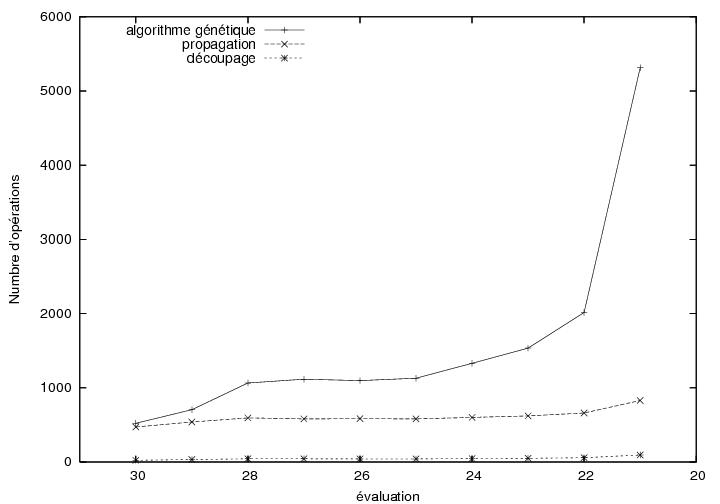 6000
5000
4000
3000
2000
1000
0
Nombre d'opérations
algorithme génétique
propagation
découpage
30 28 26 24 22 20
évaluation